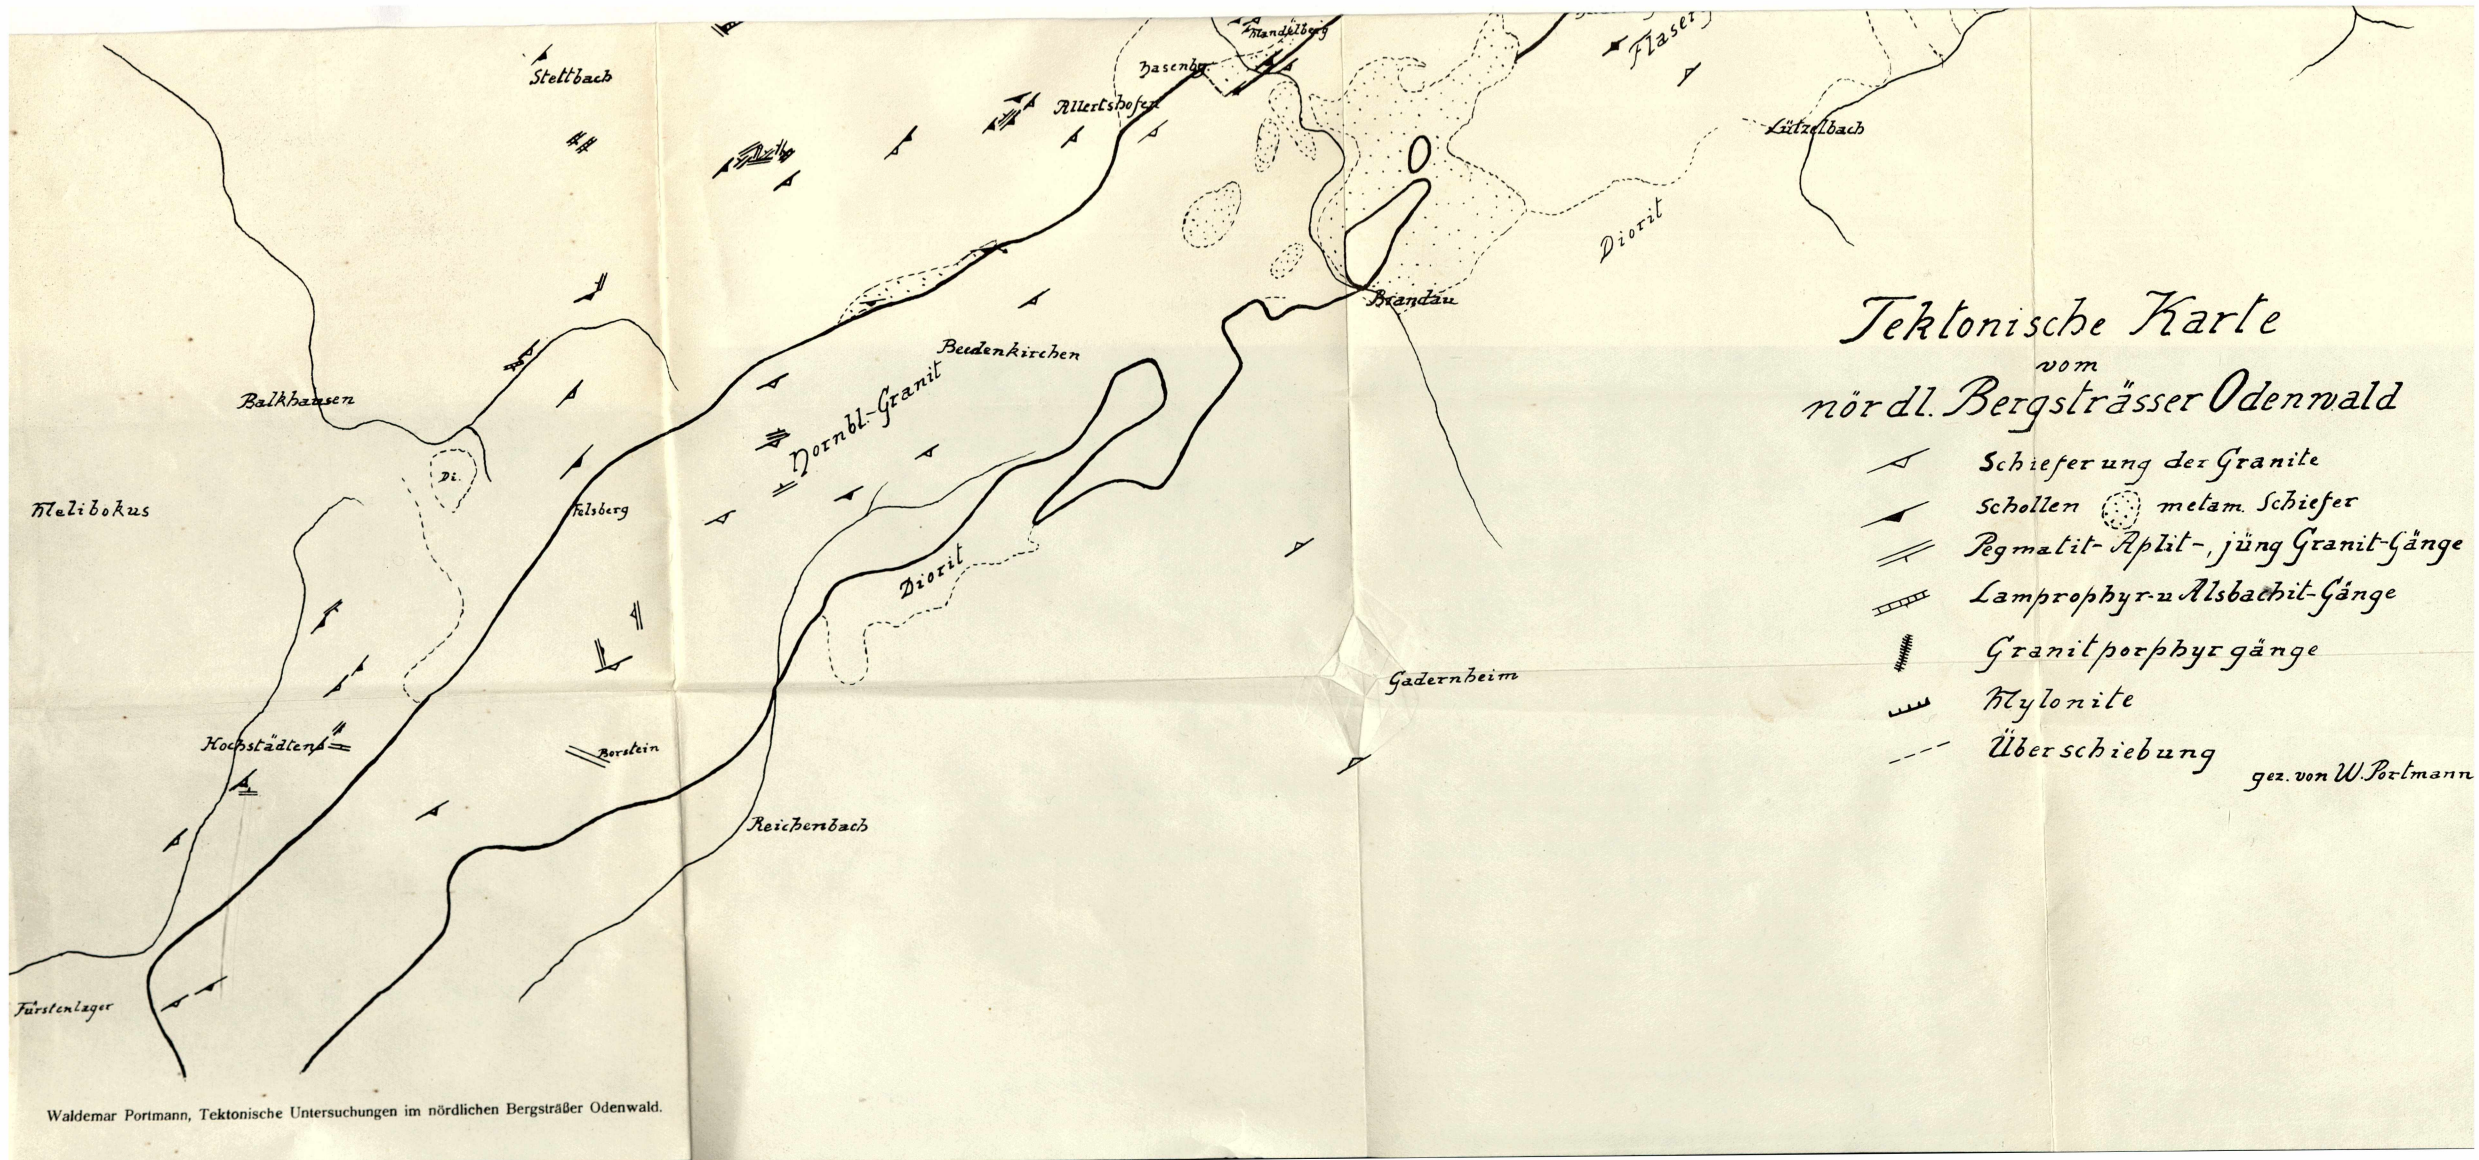 Mandelberg
Stettbach
Hasenbg.
Allertshofen
Lützelbach
Diorit
Brandau
Beedenkirchen
Hornbl.-Granit
Balkhausen
Di.
Melibokus
Felsberg
Diorit
Gadernheim
Hochstädten
Borstein
Reichenbach
Fürstenlager
Tektonische Karte
vom
nördl. Bergsträsser Odenwald
Schieferung der Granite
Schollen metam. Schiefer
Pegmatit- Aplit-, jüng Granit-Gänge
Lamprophyr-u Alsbachit-Gänge
Granitporphyrgänge
Mylonite
Überschiebung
gez. von W. Portmann
Waldemar Portmann, Tektonische Untersuchungen im nördlichen Bergsträßer Odenwald.